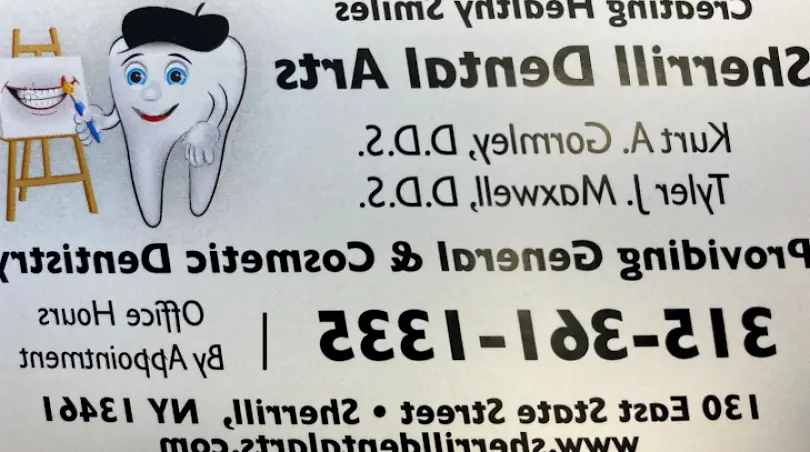 Creating Healthy Smiles
Sherrill Dental Arts
Kurt A. Gormley, D.D.S.
Tyler J. Maxwell, D.D.S.
Providing General & Cosmetic Dentistry
315-361-1335 | Office Hours
By Appointment
130 East State Street • Sherrill, NY 13461
www.sherrilldentalarts.com